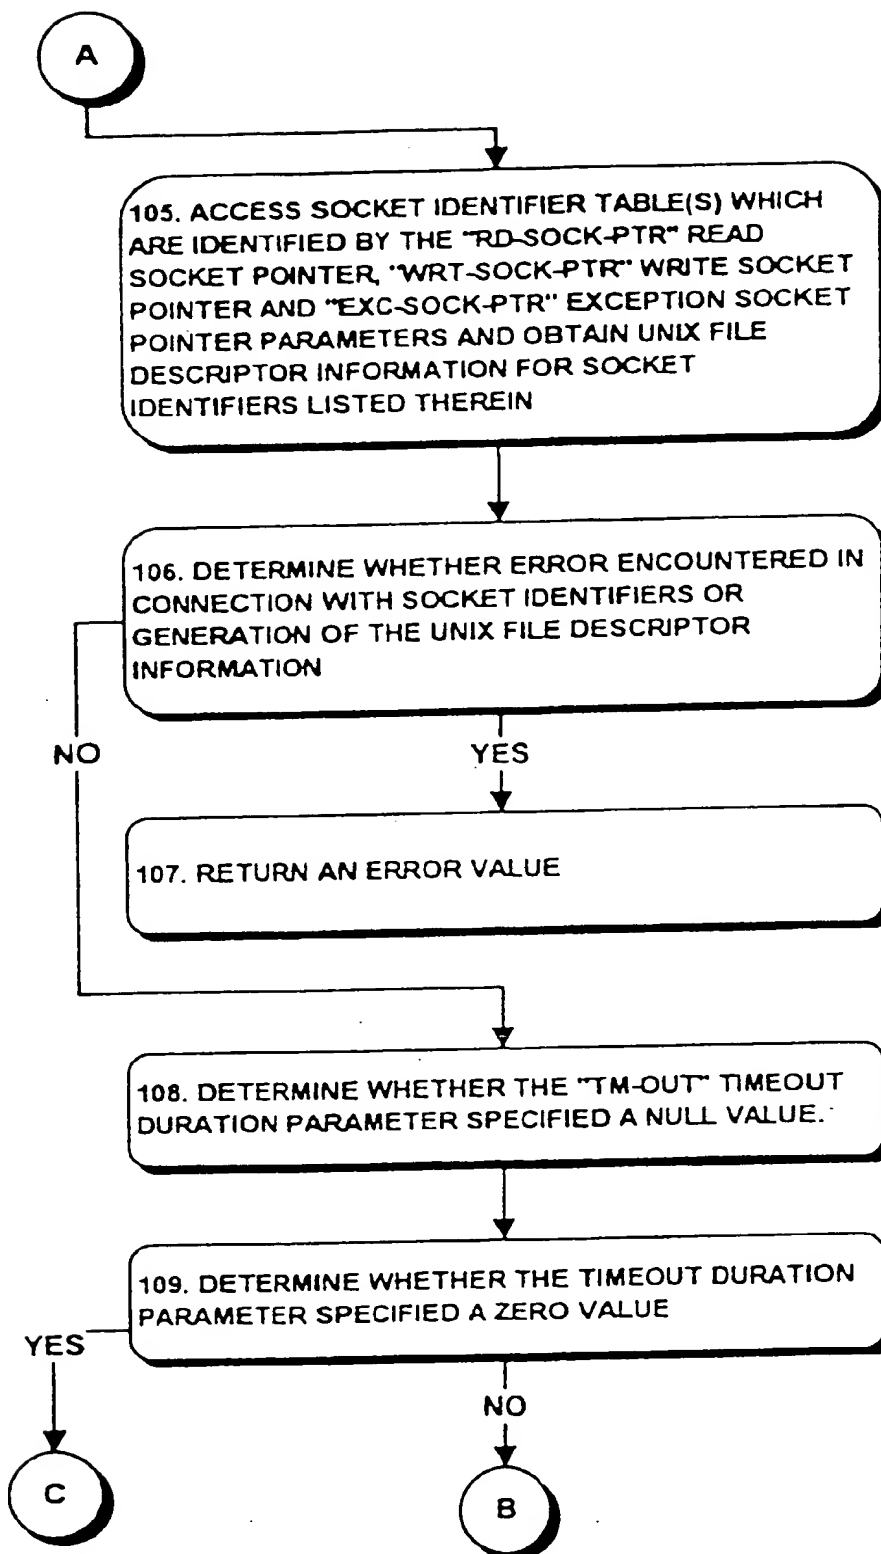 A
105. ACCESS SOCKET IDENTIFIER TABLE(S) WHICH
ARE IDENTIFIED BY THE "RD-SOCK-PTR" READ
SOCKET POINTER, "WRT-SOCK-PTR" WRITE SOCKET
POINTER AND "EXC-SOCK-PTR" EXCEPTION SOCKET
POINTER PARAMETERS AND OBTAIN UNIX FILE
DESCRIPTOR INFORMATION FOR SOCKET
IDENTIFIERS LISTED THEREIN
106. DETERMINE WHETHER ERROR ENCOUNTERED IN
CONNECTION WITH SOCKET IDENTIFIERS OR
GENERATION OF THE UNIX FILE DESCRIPTOR
INFORMATION
NO
YES
107. RETURN AN ERROR VALUE
108. DETERMINE WHETHER THE "TM-OUT" TIMEOUT
DURATION PARAMETER SPECIFIED A NULL VALUE.
109. DETERMINE WHETHER THE TIMEOUT DURATION
PARAMETER SPECIFIED A ZERO VALUE
YES
NO
C
B